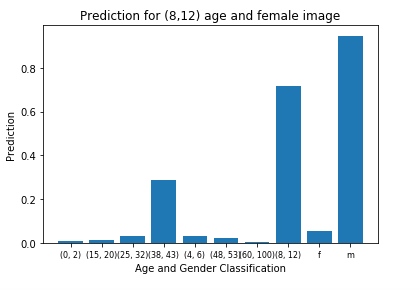 Prediction for (8,12) age and female image
Prediction
0.8
0.6
0.4
0.2
0.0
(0, 2) (15, 20) (25, 32) (38, 43) (4, 6) (48, 53) (60, 100) (8, 12) f m
Age and Gender Classification